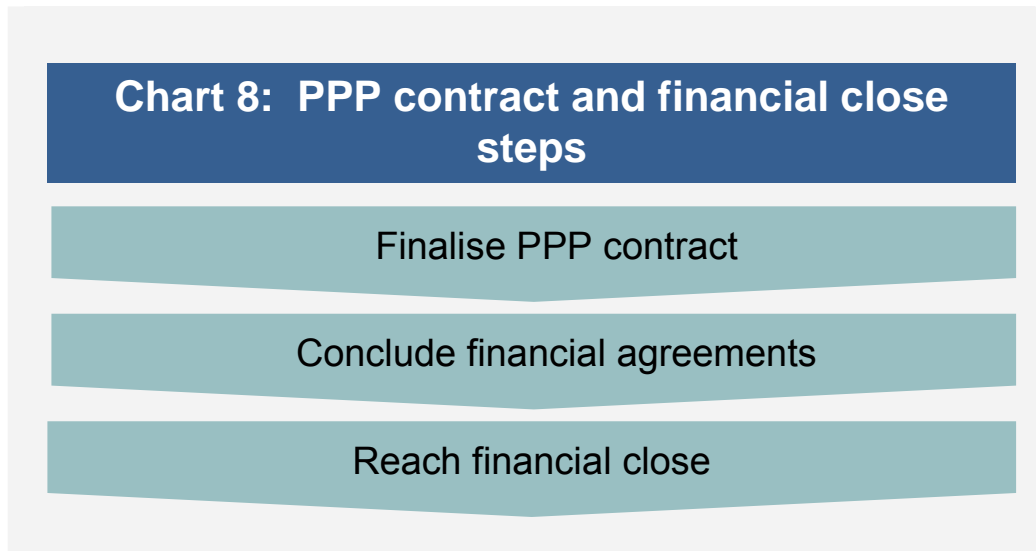 Chart 8:  PPP contract and financial close
steps
Finalise PPP contract
Conclude financial agreements
Reach financial close